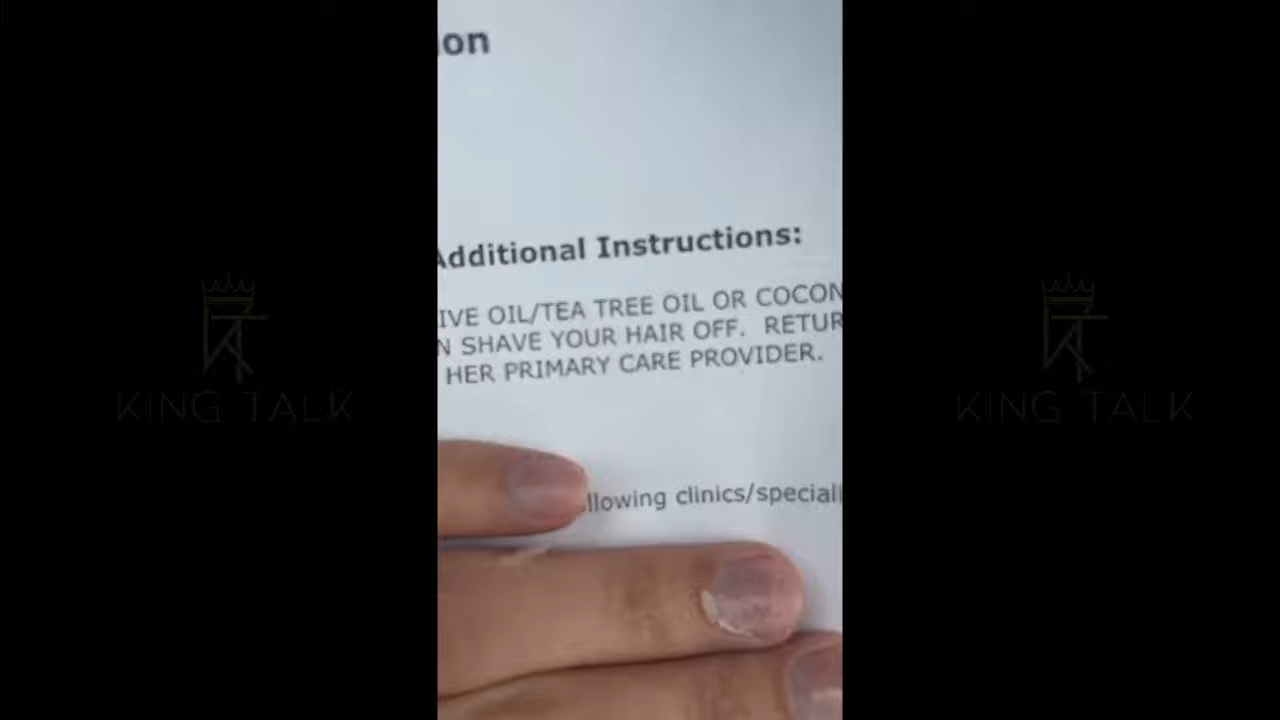 on
Additional Instructions:
IVE OIL/TEA TREE OIL OR COCON
N SHAVE YOUR HAIR OFF. RETUR
HER PRIMARY CARE PROVIDER.
llowing clinics/speciali
KING TALK
KING TALK